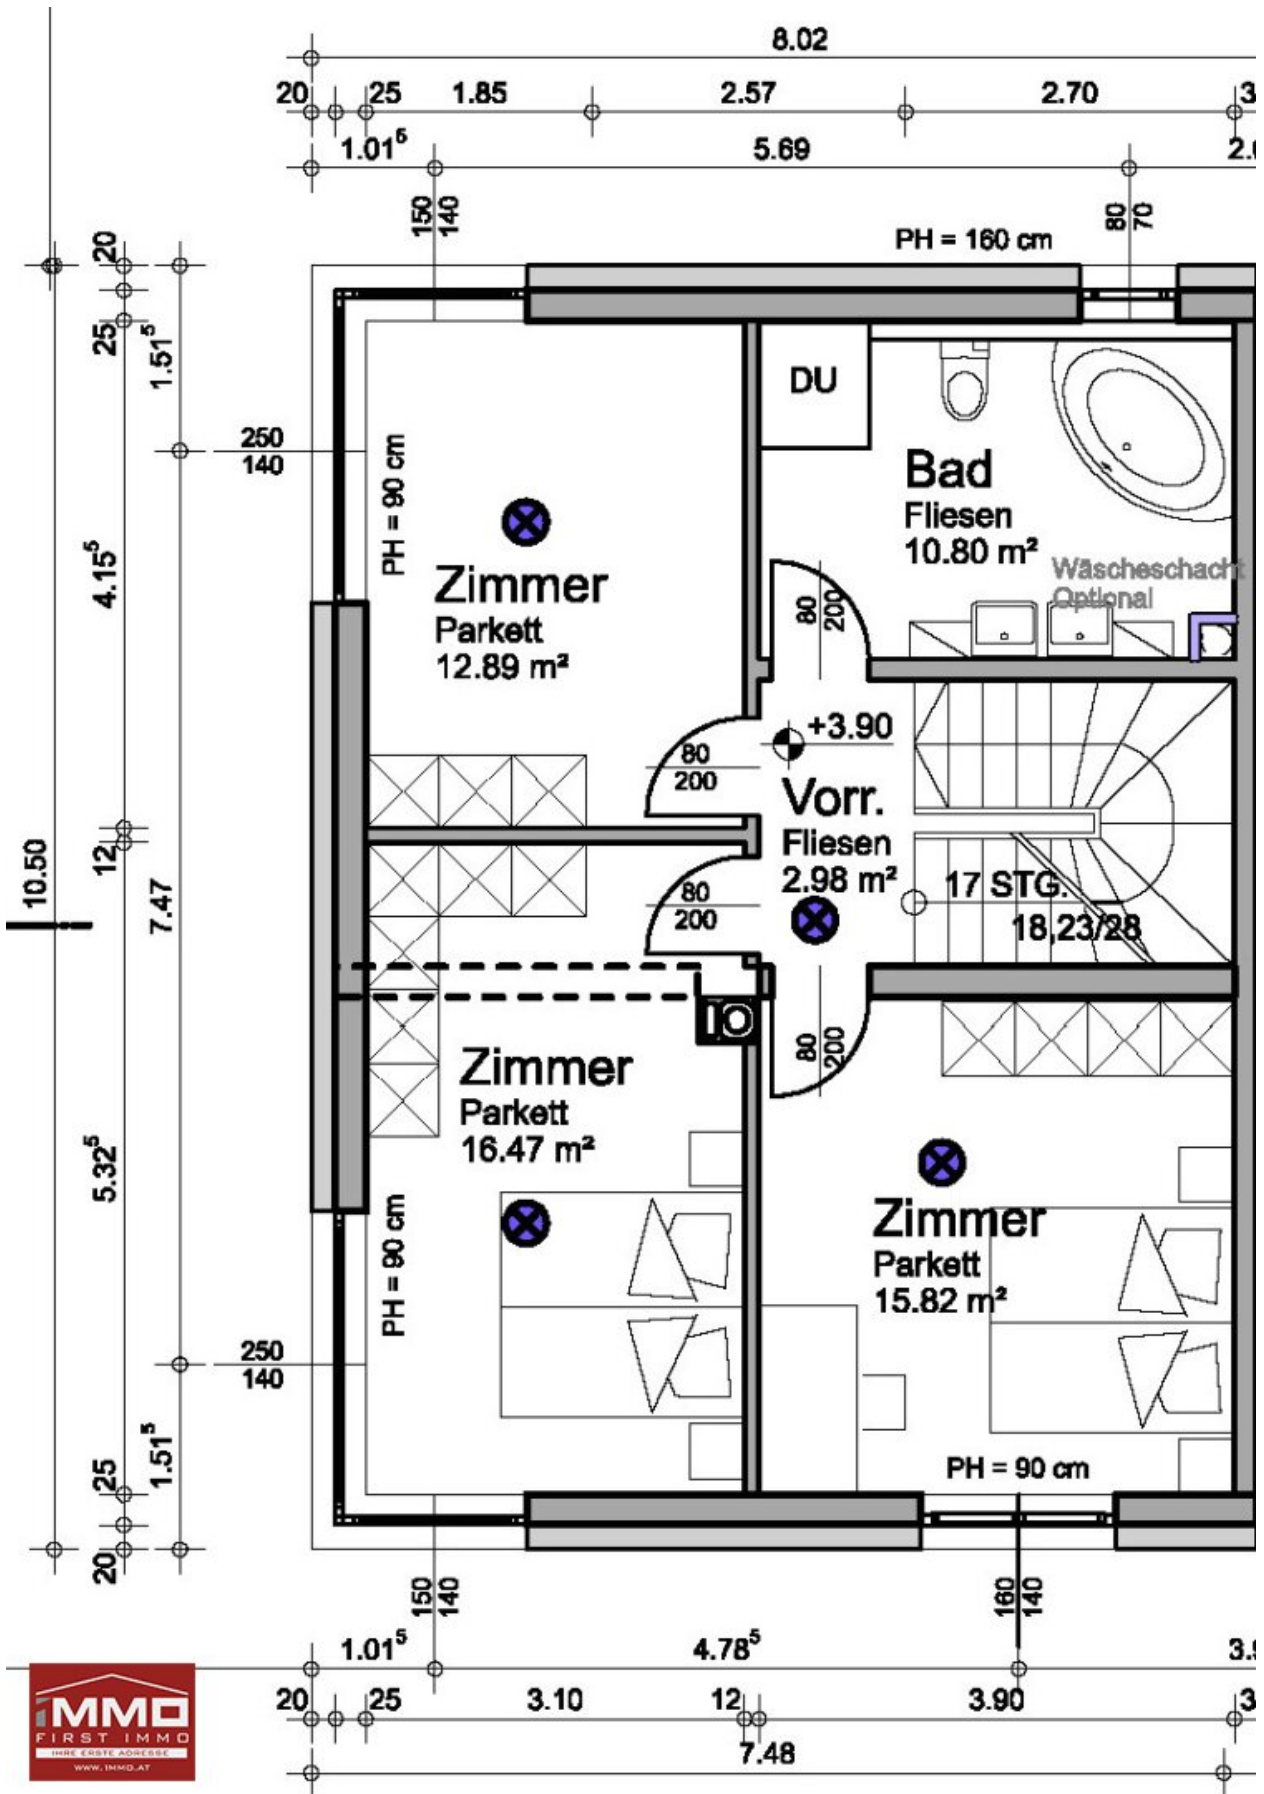 8.02
20 25 1.85 2.57 2.70
1.01⁵ 5.69
150
140
80
70
PH = 160 cm
20
25
1.51⁵
250
140
PH = 90 cm
4.15⁵
DU
Bad
Fliesen
10.80 m²
Wäscheschacht
Optional
Zimmer
Parkett
12.89 m²
80
200
80
200
+3.90
Vorr.
Fliesen
2.98 m²
17 STG.
18,23/28
10.50
12
7.47
80
200
80
200
Zimmer
Parkett
16.47 m²
5.32⁵
PH = 90 cm
Zimmer
Parkett
15.82 m²
250
140
PH = 90 cm
25
1.51⁵
20
150
140
160
140
1.01⁵ 4.78⁵
20 25 3.10 12 3.90
7.48
IMMO
FIRST IMMO
IHRE ERSTE ADRESSE
WWW.IMMO.AT